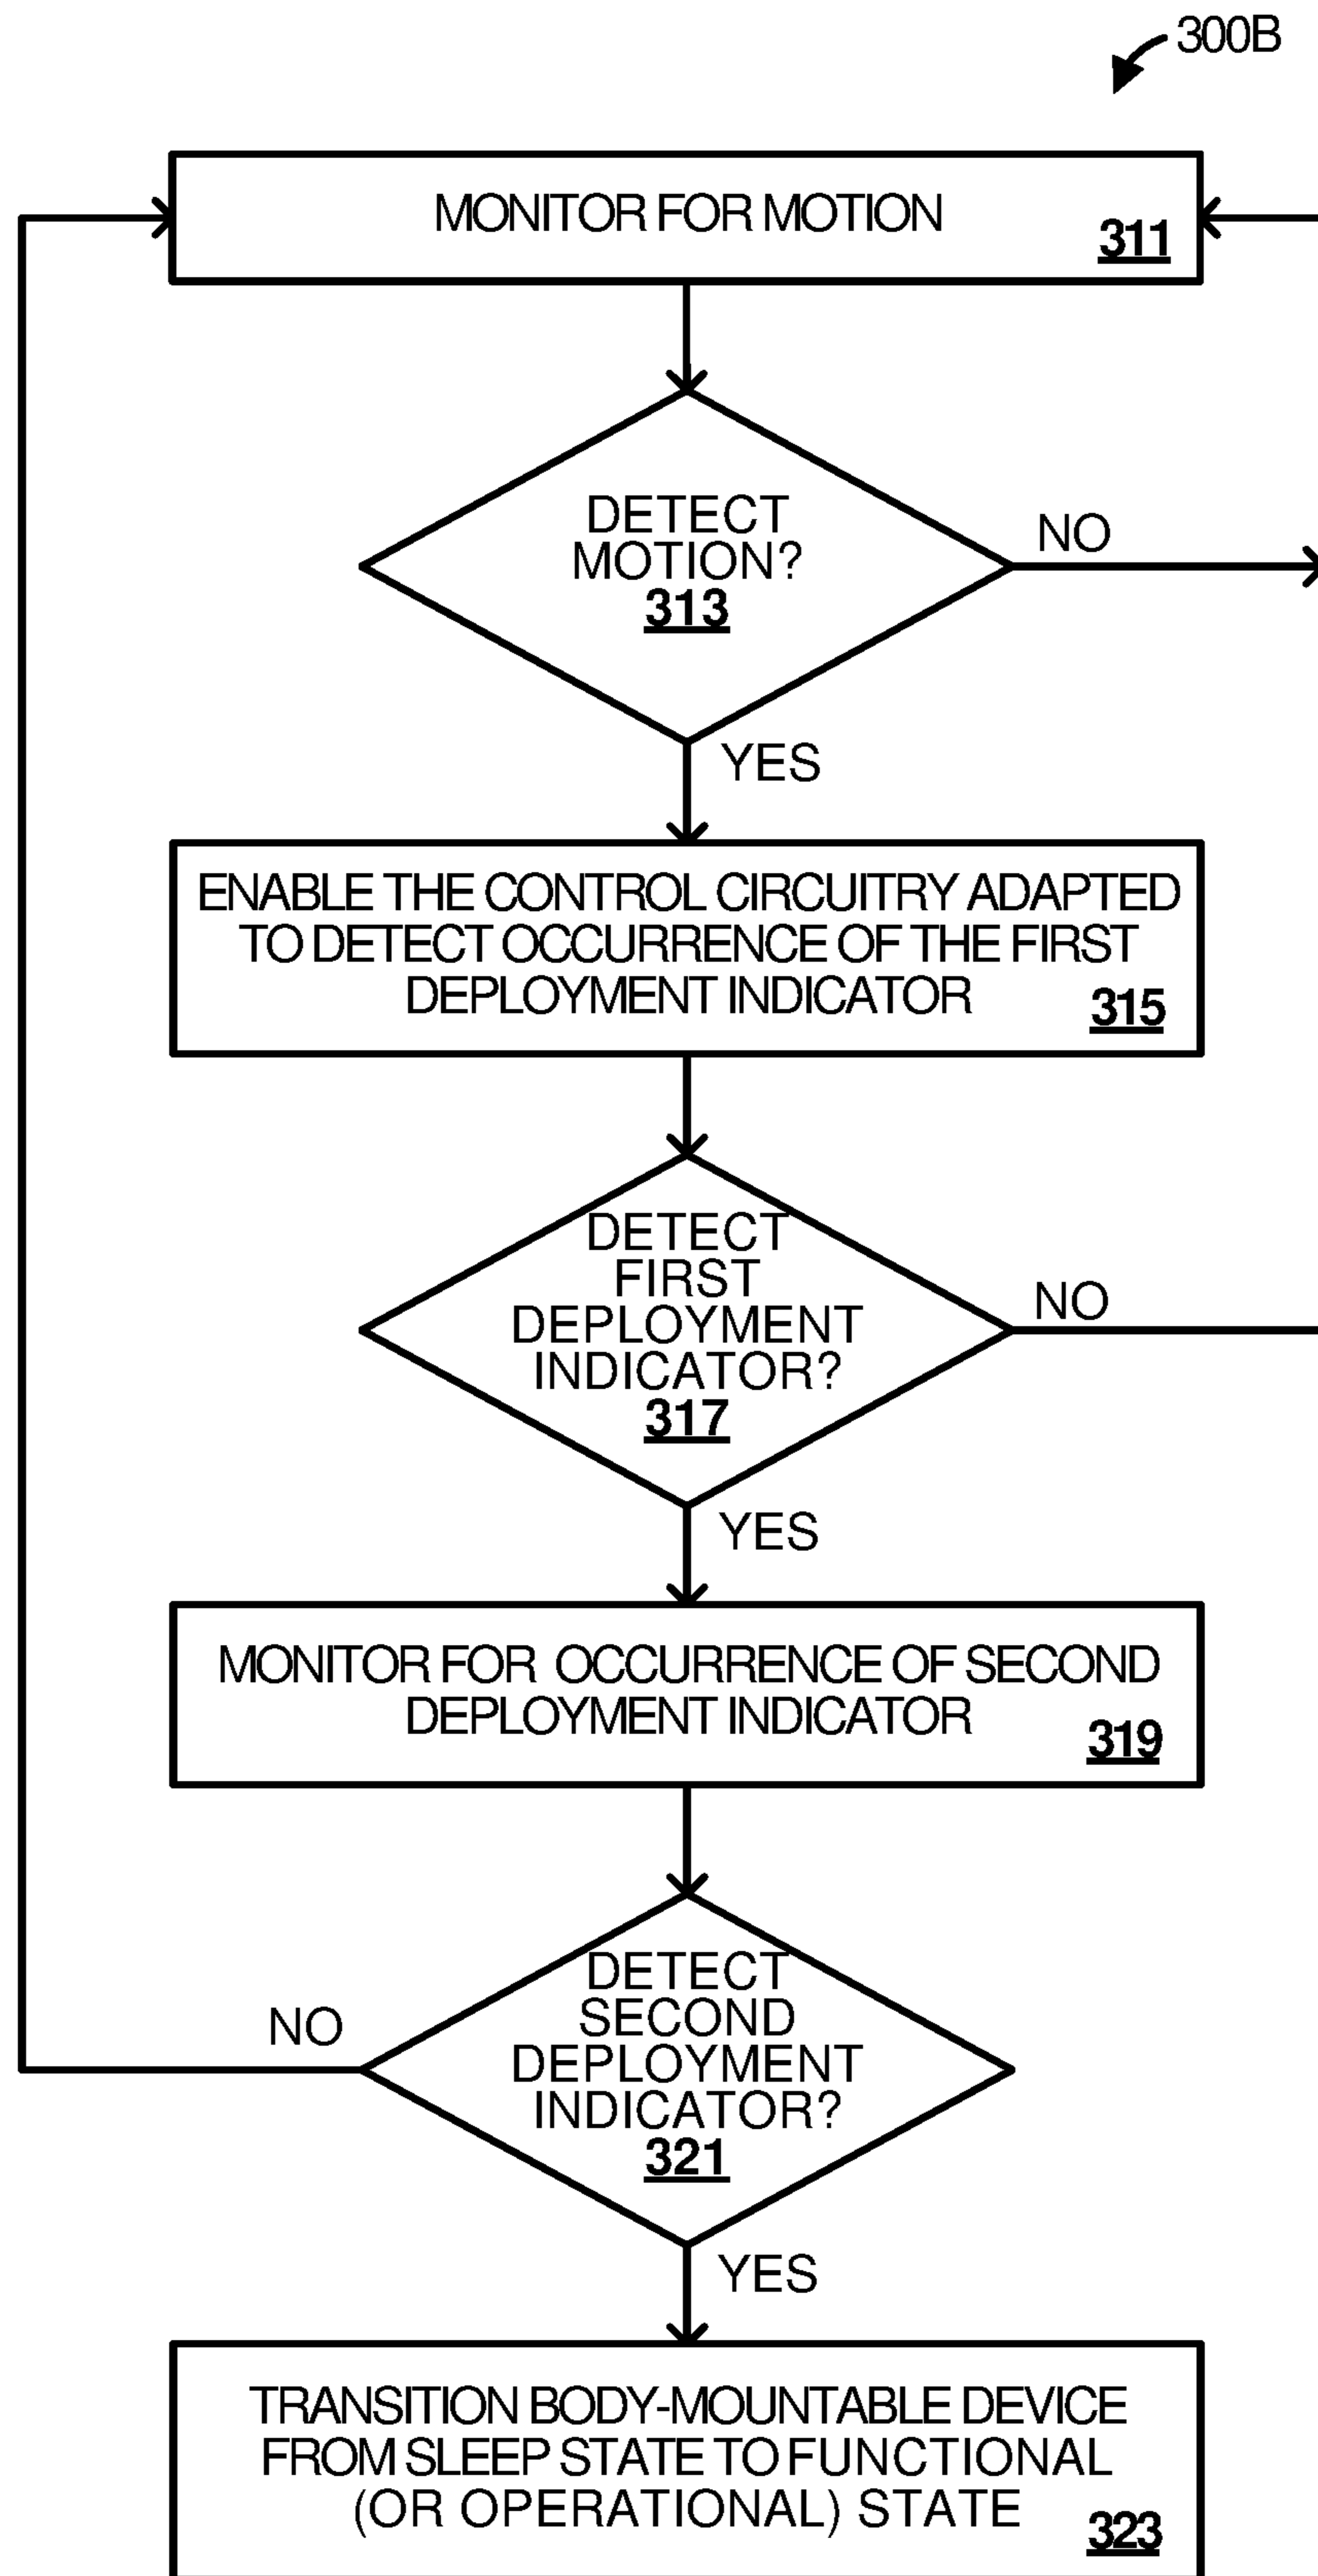 300B
MONITOR FOR MOTION
311
DETECT
MOTION?
313
NO
YES
ENABLE THE CONTROL CIRCUITRY ADAPTED
TO DETECT OCCURRENCE OF THE FIRST
DEPLOYMENT INDICATOR
315
DETECT
FIRST
DEPLOYMENT
INDICATOR?
317
NO
YES
MONITOR FOR OCCURRENCE OF SECOND
DEPLOYMENT INDICATOR
319
DETECT
SECOND
DEPLOYMENT
INDICATOR?
321
NO
YES
TRANSITION BODY-MOUNTABLE DEVICE
FROM SLEEP STATE TO FUNCTIONAL
(OR OPERATIONAL) STATE
323